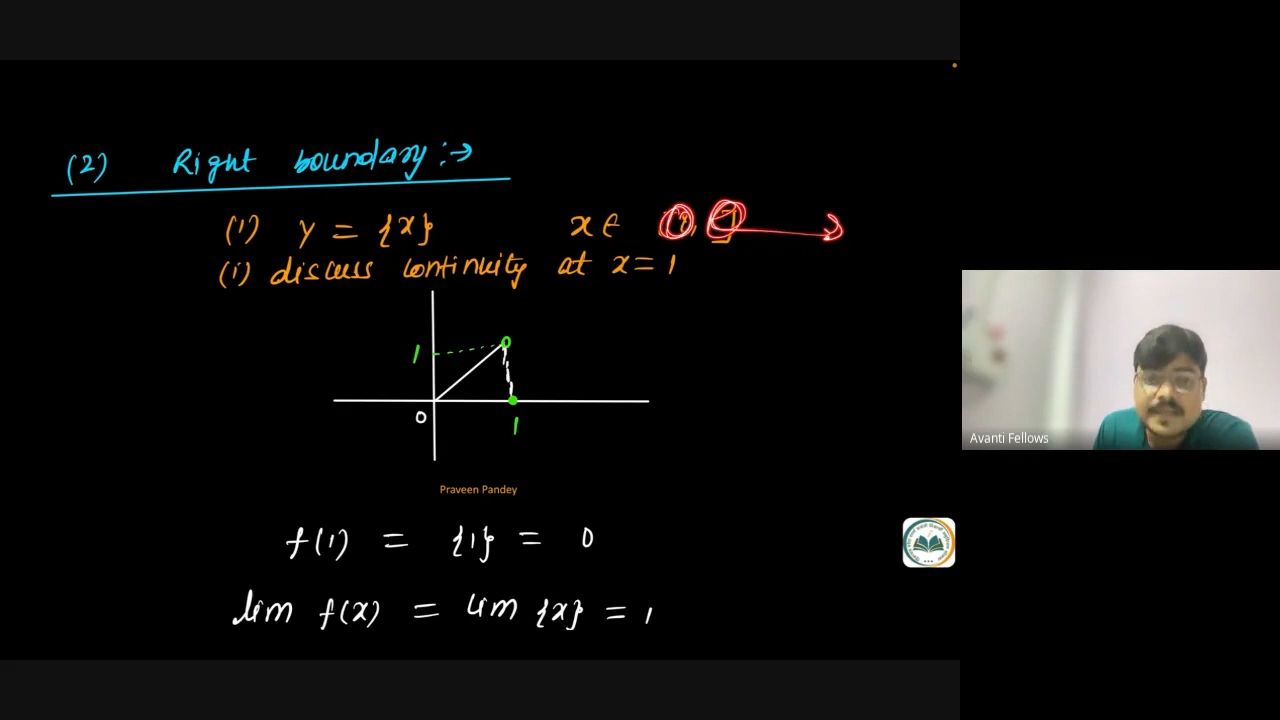 (2) Right boundary :→
(1) y = {x} x ∈
(i) discuss continuity at x = 1
1
0
1
Praveen Pandey
f(1) = {1} = 0
lim f(x) = lim {x} = 1
Avanti Fellows